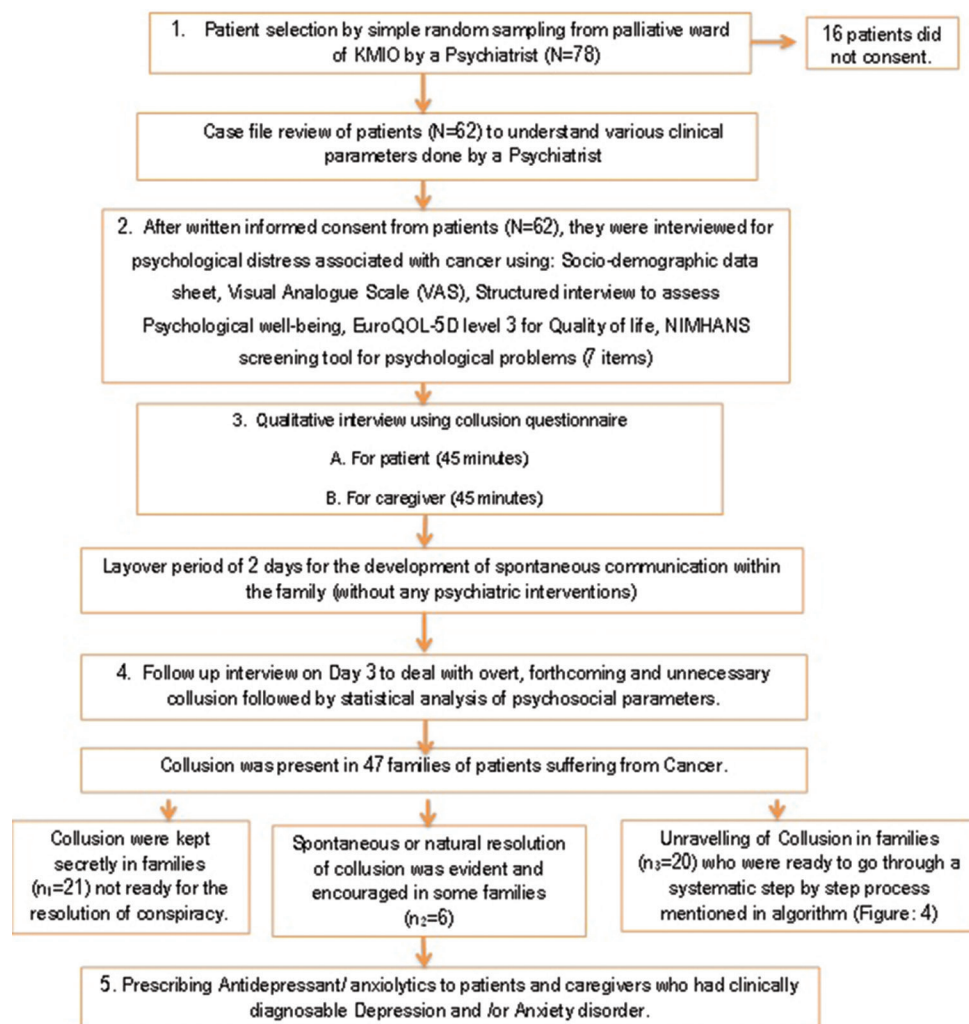 1. Patient selection by simple random sampling from palliative ward
of KMIO by a Psychiatrist (N=78)
16 patients did
not consent.
Case file review of patients (N=62) to understand various clinical
parameters done by a Psychiatrist
2. After written informed consent from patients (N=62), they were interviewed for
psychological distress associated with cancer using: Socio-demographic data
sheet, Visual Analogue Scale (VAS), Structured interview to assess
Psychological well-being, EuroQOL-5D level 3 for Quality of life, NIMHANS
screening tool for psychological problems (7 items)
3. Qualitative interview using collusion questionnaire
A. For patient (45 minutes)
B. For caregiver (45 minutes)
Layover period of 2 days for the development of spontaneous communication within
the family (without any psychiatric interventions)
4. Follow up interview on Day 3 to deal with overt, forthcoming and unnecessary
collusion followed by statistical analysis of psychosocial parameters.
Collusion was present in 47 families of patients suffering from Cancer.
Collusion were kept
secretly in families
(n₁=21) not ready for the
resolution of conspiracy.
Spontaneous or natural resolution
of collusion was evident and
encouraged in some families
(n₂=6)
Unravelling of Collusion in families
(n₃=20) who were ready to go through a
systematic step by step process
mentioned in algorithm (Figure: 4)
5. Prescribing Antidepressant/ anxiolytics to patients and caregivers who had clinically
diagnosable Depression and /or Anxiety disorder.